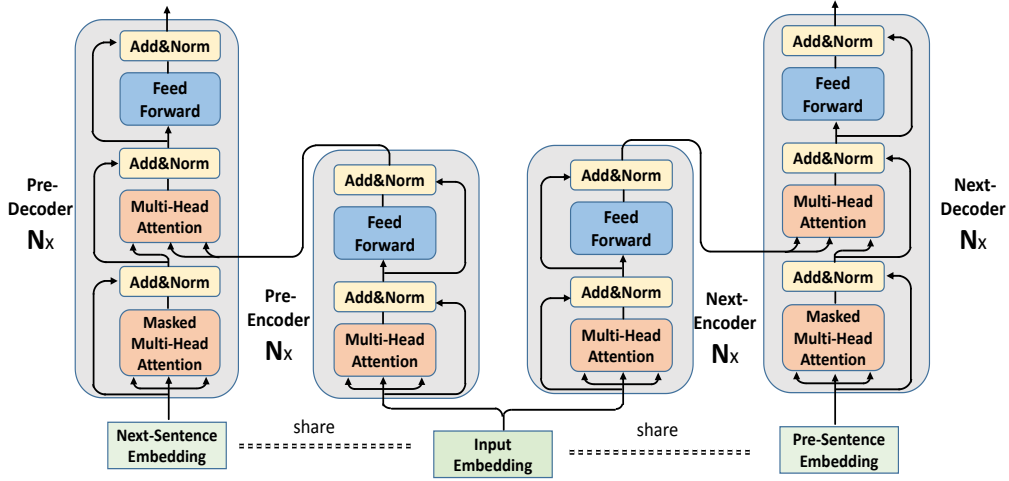 Add&Norm
Feed
Forward
Add&Norm
Multi-Head
Attention
Add&Norm
Masked
Multi-Head
Attention
Pre-
Decoder
Nx
Next-Sentence
Embedding
Add&Norm
Feed
Forward
Add&Norm
Multi-Head
Attention
Pre-
Encoder
Nx
share
Input
Embedding
Add&Norm
Feed
Forward
Add&Norm
Multi-Head
Attention
Next-
Encoder
Nx
share
Add&Norm
Feed
Forward
Add&Norm
Multi-Head
Attention
Add&Norm
Masked
Multi-Head
Attention
Next-
Decoder
Nx
Pre-Sentence
Embedding